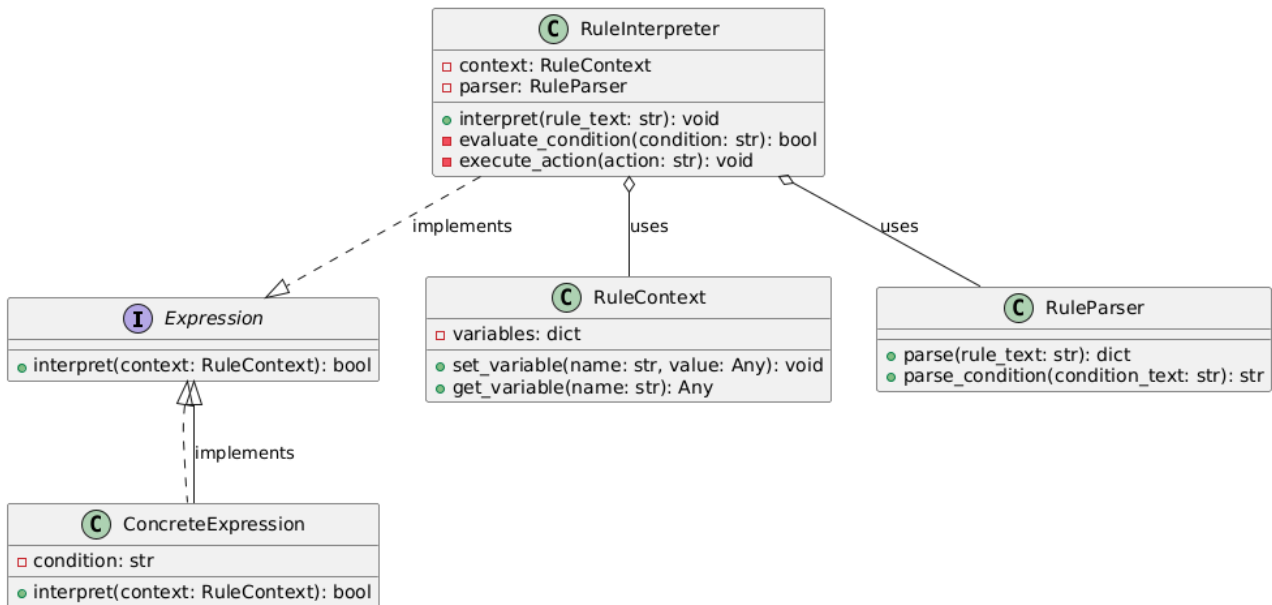 C RuleInterpreter
context: RuleContext
parser: RuleParser
interpret(rule_text: str): void
evaluate_condition(condition: str): bool
execute_action(action: str): void
implements
uses
uses
I Expression
interpret(context: RuleContext): bool
C RuleContext
variables: dict
set_variable(name: str, value: Any): void
get_variable(name: str): Any
C RuleParser
parse(rule_text: str): dict
parse_condition(condition_text: str): str
implements
C ConcreteExpression
condition: str
interpret(context: RuleContext): bool